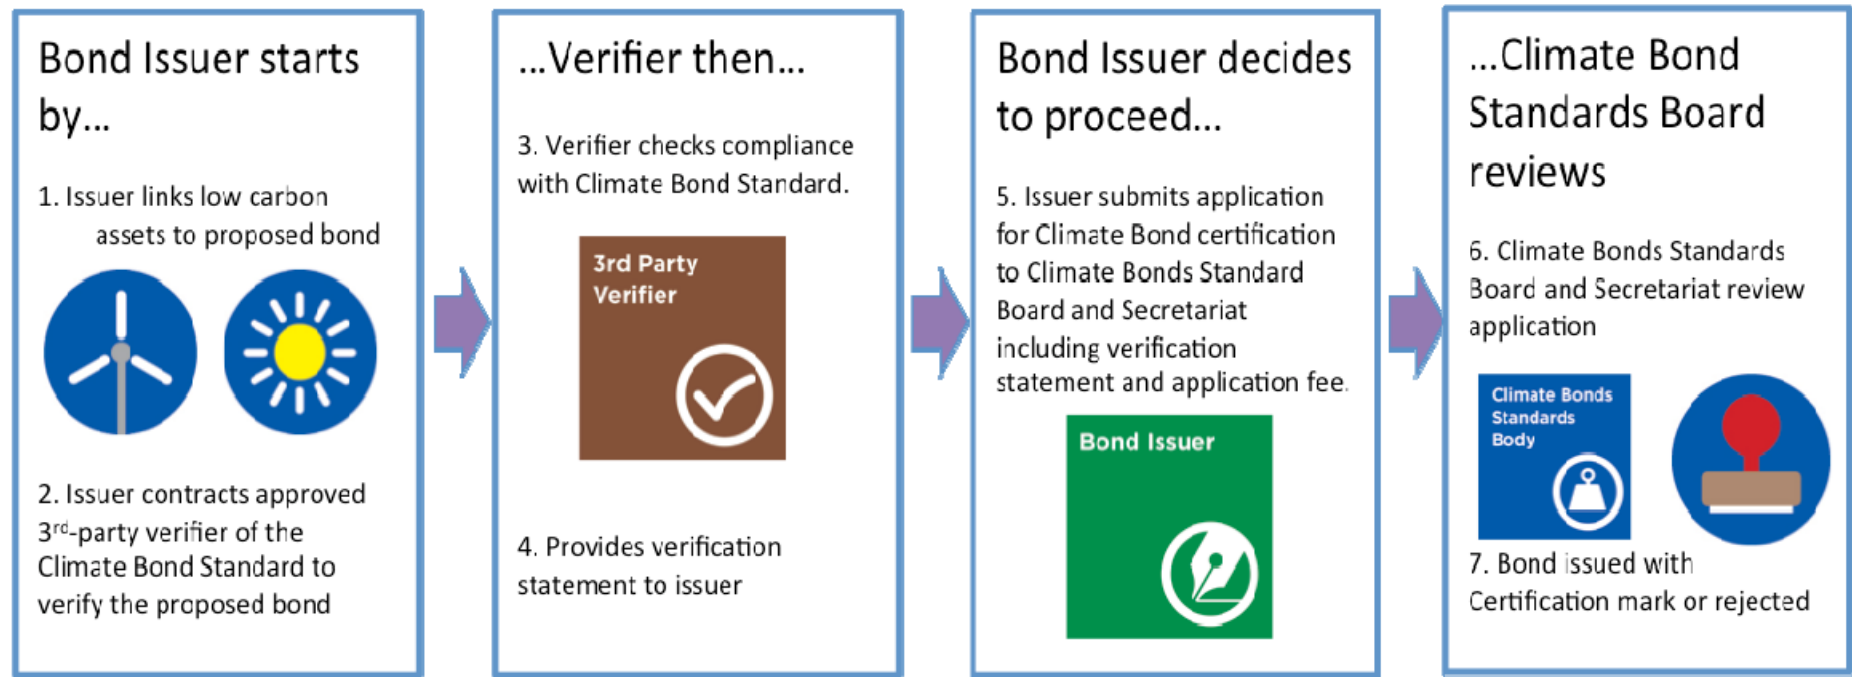 Bond Issuer starts
by...
1. Issuer links low carbon
assets to proposed bond
2. Issuer contracts approved
3rd-party verifier of the
Climate Bond Standard to
verify the proposed bond
...Verifier then...
3. Verifier checks compliance
with Climate Bond Standard.
3rd Party
Verifier
4. Provides verification
statement to issuer
Bond Issuer decides
to proceed...
5. Issuer submits application
for Climate Bond certification
to Climate Bonds Standard
Board and Secretariat
including verification
statement and application fee.
Bond Issuer
...Climate Bond
Standards Board
reviews
6. Climate Bonds Standards
Board and Secretariat review
application
Climate Bonds
Standards
Body
7. Bond issued with
Certification mark or rejected